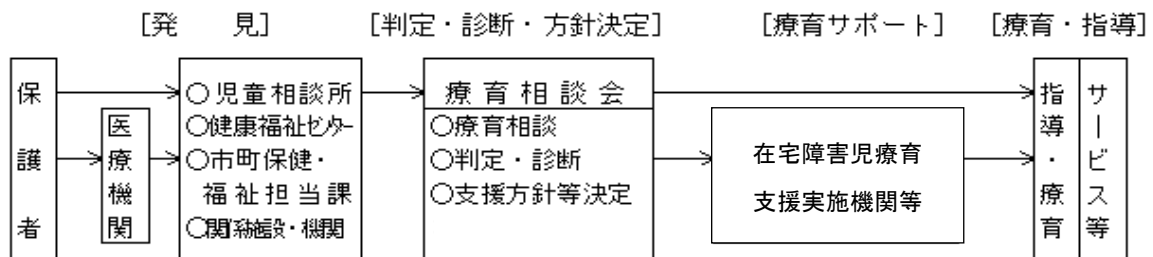 [発　見]　[判定・診断・方針決定]　[療育サポート]　[療育・指導]
保護者
医療機関
○児童相談所
○健康福祉センター
○市町保健・
福祉担当課
○関係施設・機関
療育相談会
○療育相談
○判定・診断
○支援方針等決定
在宅障害児療育
支援実施機関等
指導・療育
サービス等